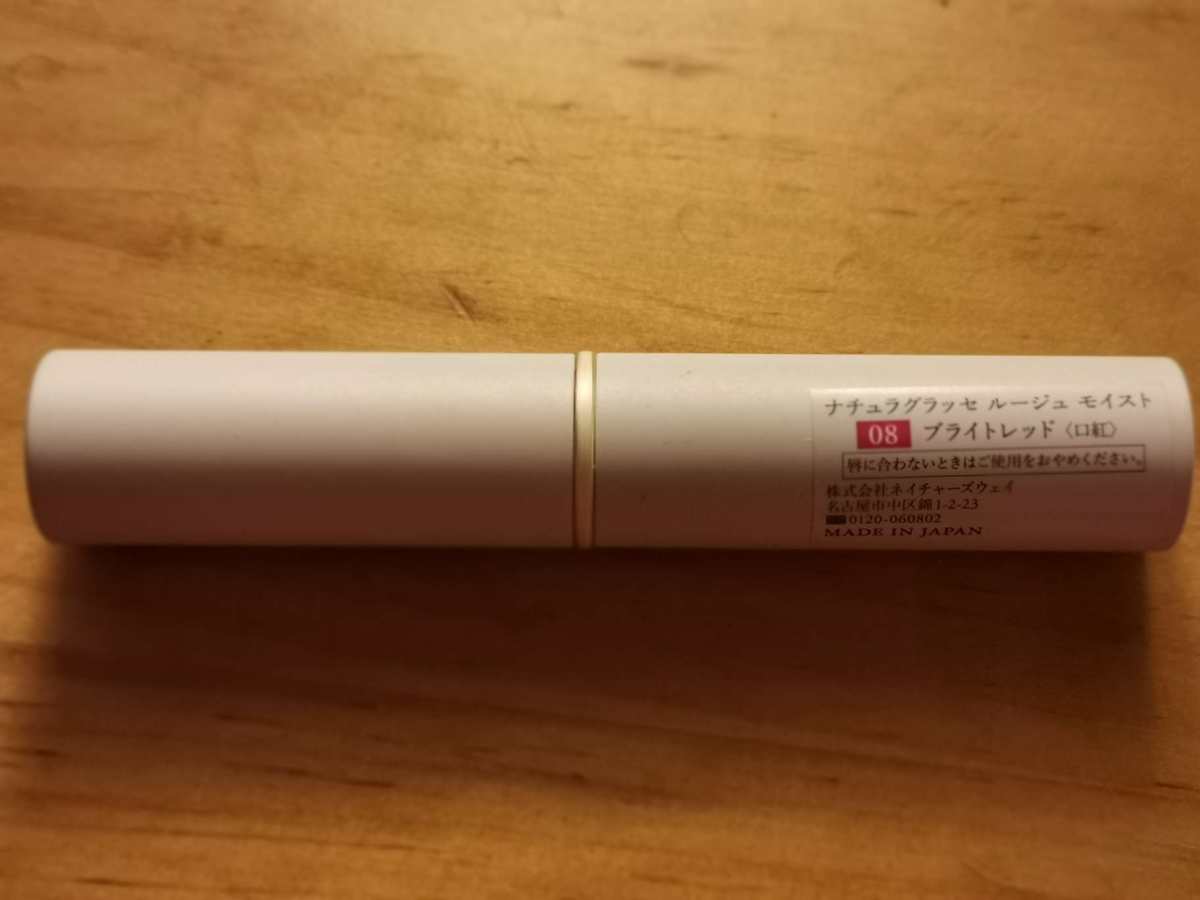 ナチュラグラッセ ルージュ モイスト
08 ブライトレッド〈口紅〉
唇に合わないときはご使用をおやめください。
株式会社ネイチャーズウェイ
名古屋市中区錦1-2-23
0120-060802
MADE IN JAPAN